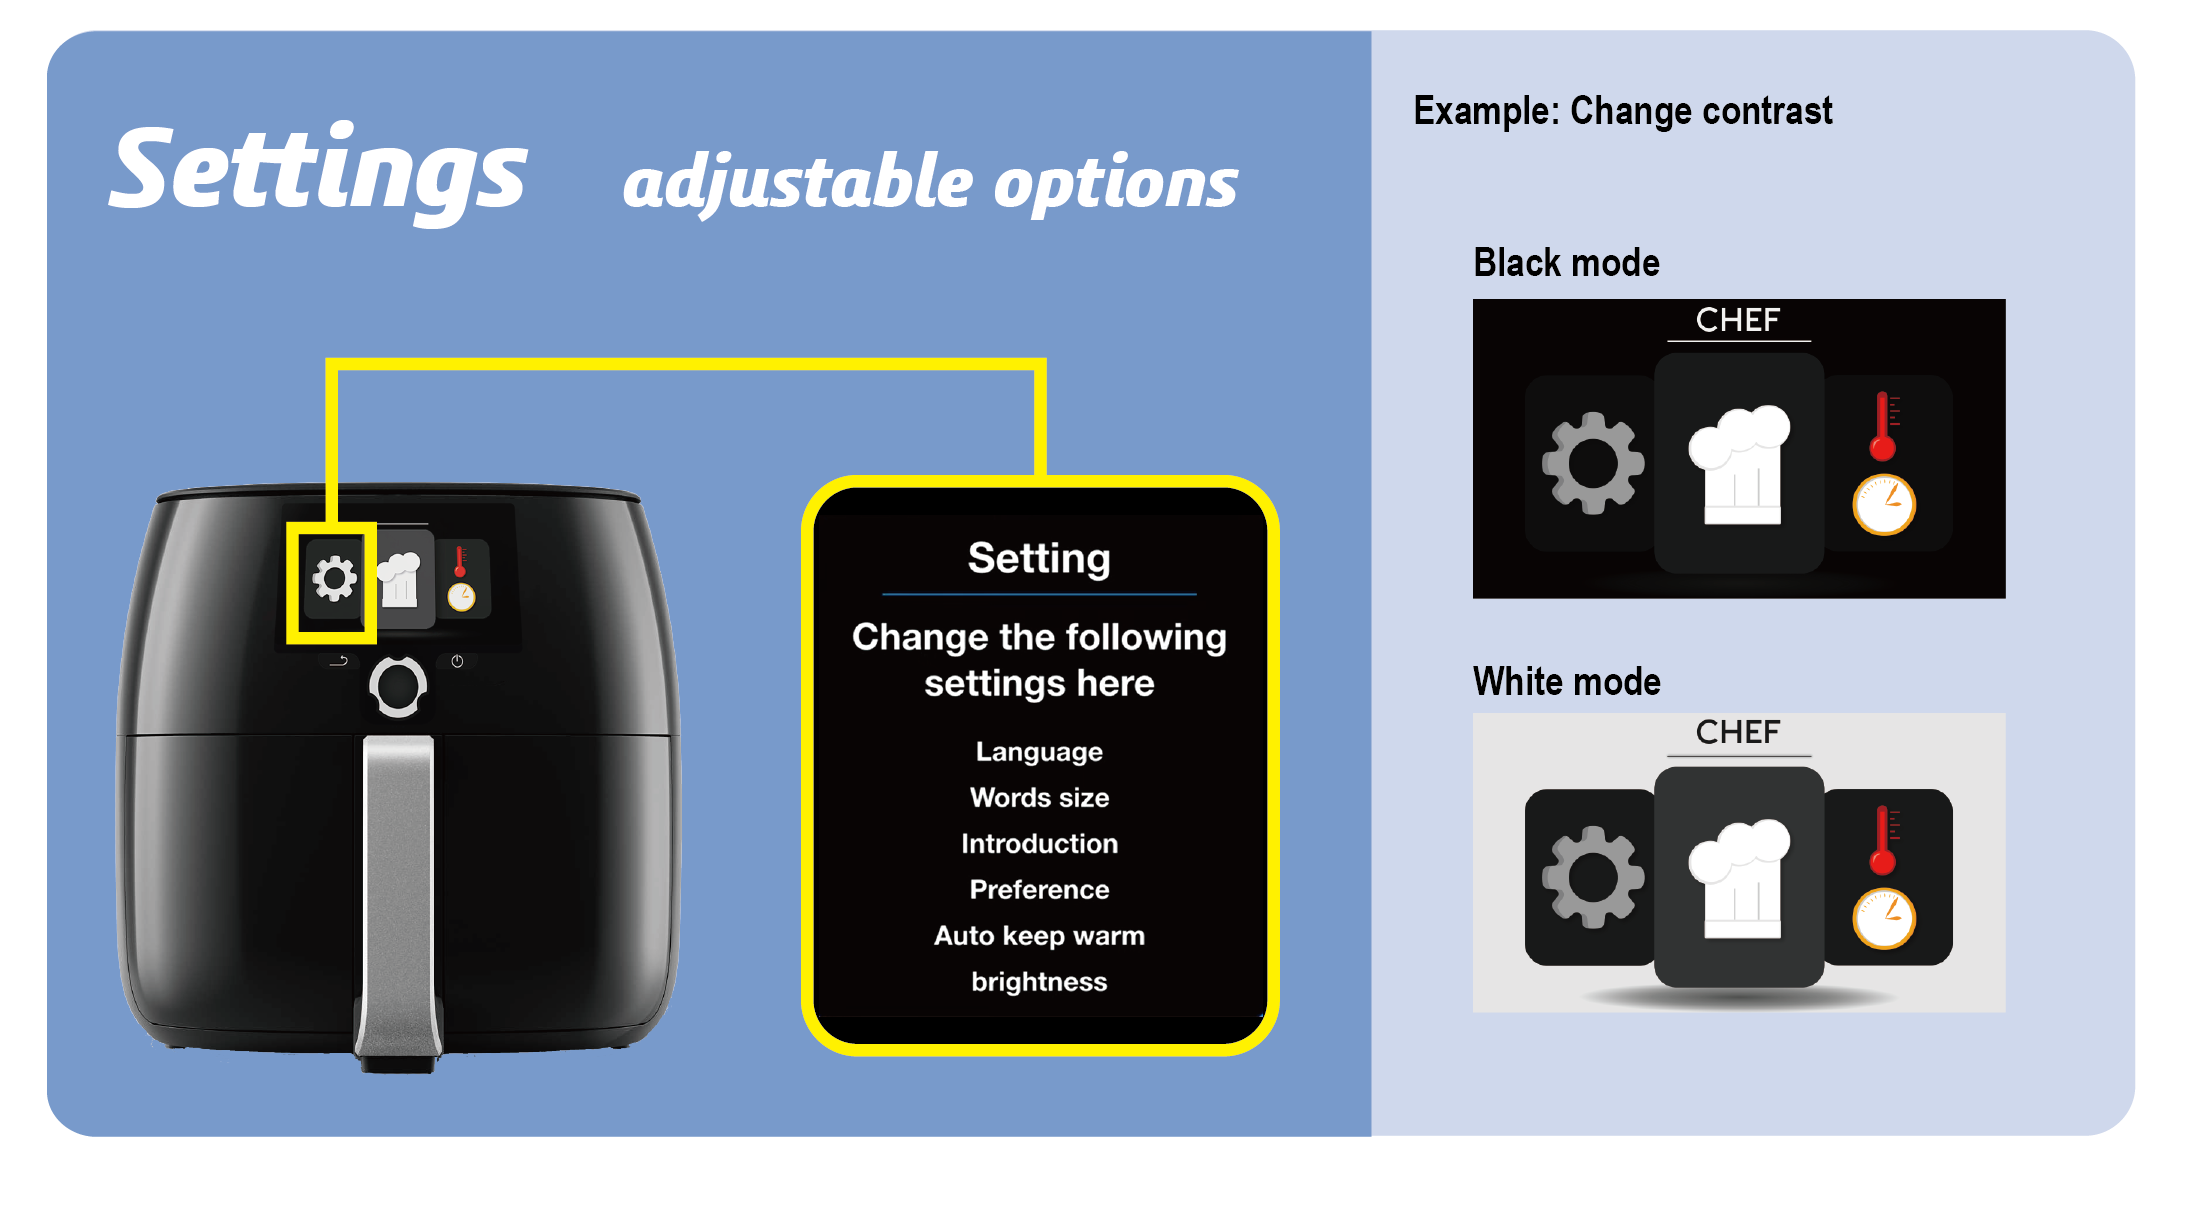 Settings adjustable options
Setting
Change the following
settings here
Language
Words size
Introduction
Preference
Auto keep warm
brightness
Example: Change contrast
Black mode
CHEF
White mode
CHEF